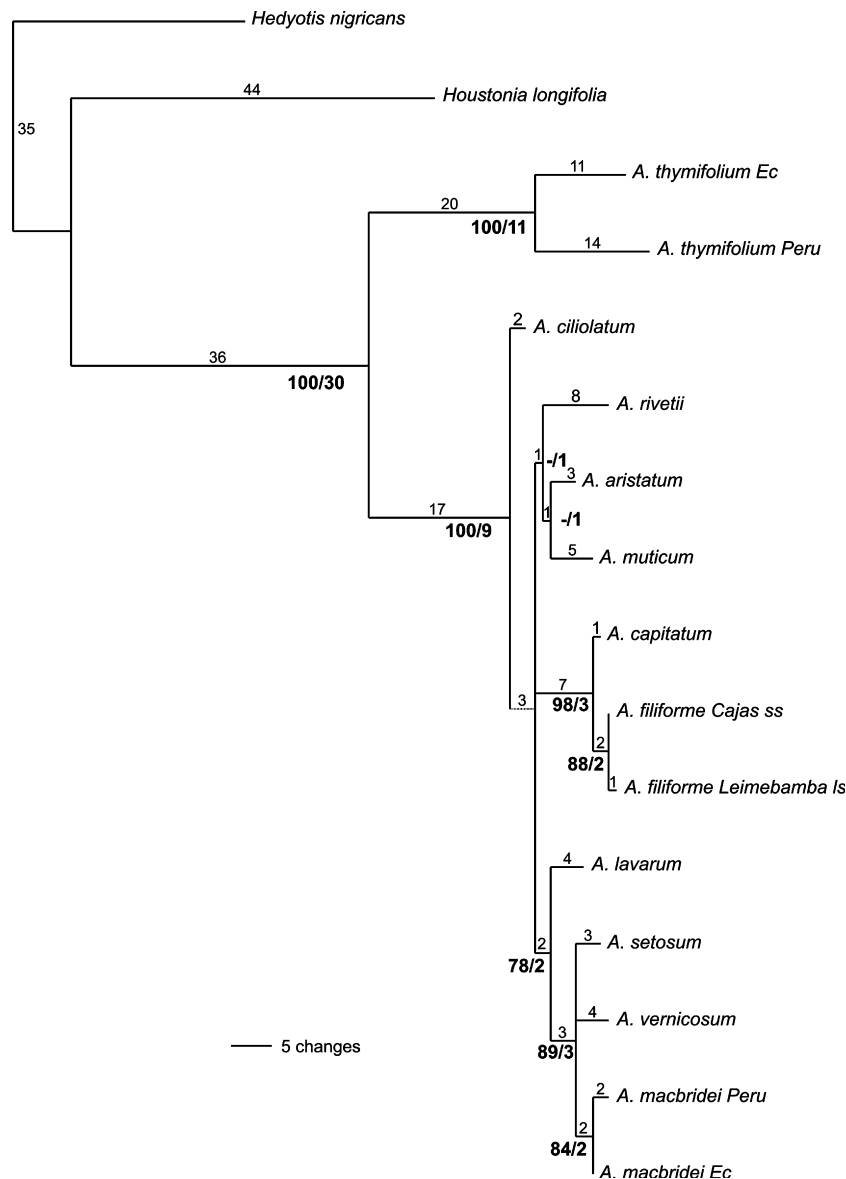 Hedyotis nigricans
44
Houstonia longifolia
35
11
A. thymifolium Ec
20
100/11
14
A. thymifolium Peru
2
A. ciliolatum
36
100/30
8
A. rivetii
1
-/1
3
A. aristatum
17
100/9
1
-/1
5
A. muticum
1
A. capitatum
7
3
98/3
A. filiforme Cajas ss
2
88/2
1
A. filiforme Leimebamba ls
4
A. lavarum
2
78/2
3
A. setosum
4
A. vernicosum
3
89/3
5 changes
2
A. macbridei Peru
2
84/2
A. macbridei Ec